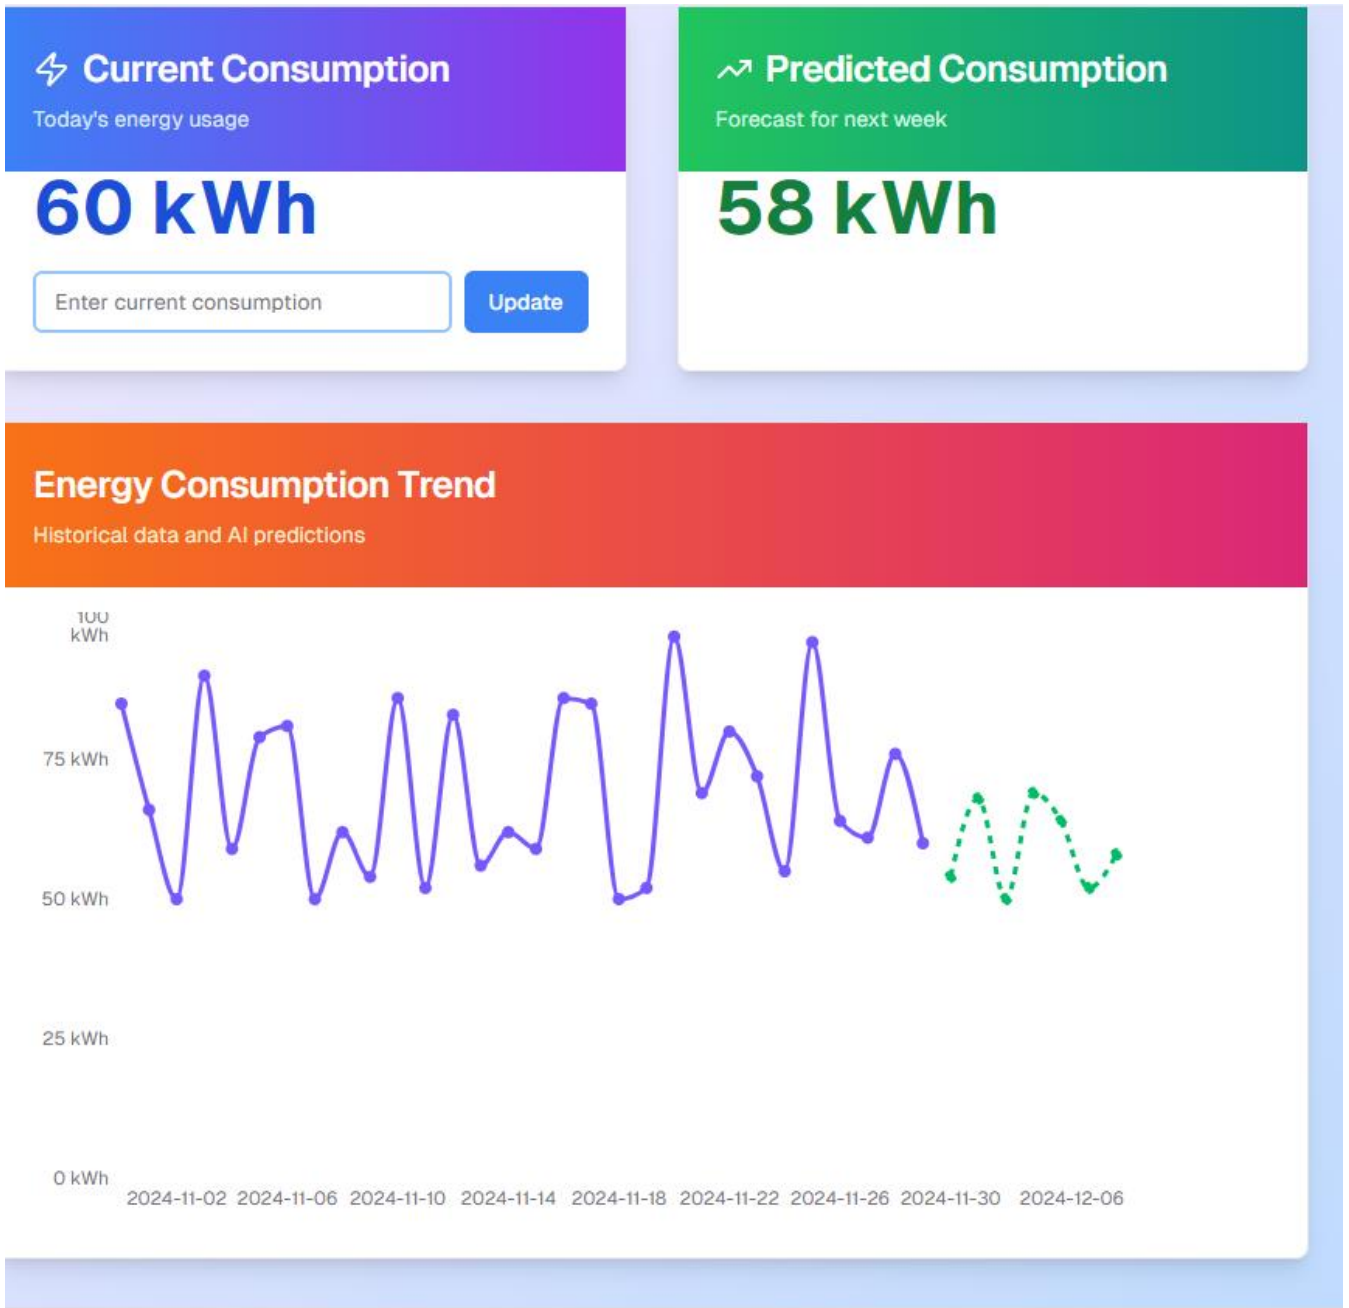 Current Consumption
Today's energy usage
60 kWh
Enter current consumption
Update
Predicted Consumption
Forecast for next week
58 kWh
Energy Consumption Trend
Historical data and AI predictions
100
kWh
75 kWh
50 kWh
25 kWh
0 kWh
2024-11-02 2024-11-06 2024-11-10 2024-11-14 2024-11-18 2024-11-22 2024-11-26 2024-11-30 2024-12-06